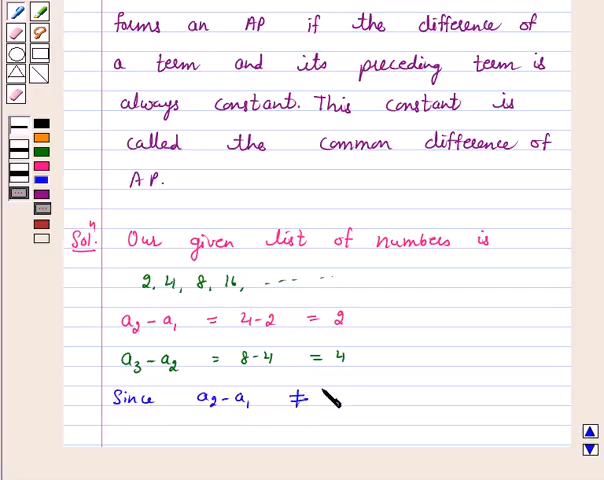 forms an AP if the difference of
a term and its preceding term is
always constant. This constant is
called the common difference of
AP.
Solⁿ. Our given list of numbers is
2, 4, 8, 16, ---- --
a₂ - a₁ = 4-2 = 2
a₃ - a₂ = 8-4 = 4
Since a₂ - a₁ ≠